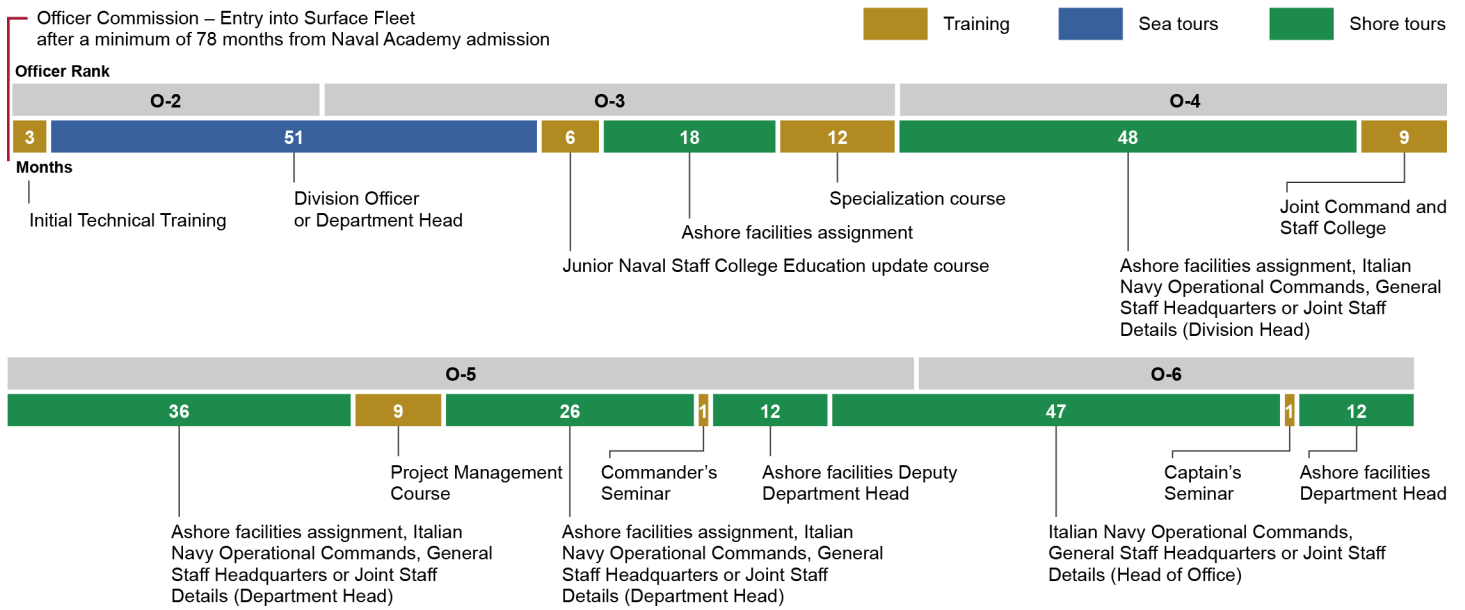 Officer Commission – Entry into Surface Fleet
after a minimum of 78 months from Naval Academy admission
Training
Sea tours
Shore tours
Officer Rank
O-2
O-3
O-4
3
51
6
18
12
48
9
Months
Initial Technical Training
Division Officer
or Department Head
Specialization course
Ashore facilities assignment
Junior Naval Staff College Education update course
Joint Command and
Staff College
Ashore facilities assignment, Italian
Navy Operational Commands, General
Staff Headquarters or Joint Staff
Details (Division Head)
O-5
O-6
36
9
26
1
12
47
1
12
Project Management
Course
Commander’s
Seminar
Ashore facilities Deputy
Department Head
Captain’s
Seminar
Ashore facilities
Department Head
Ashore facilities assignment, Italian
Navy Operational Commands, General
Staff Headquarters or Joint Staff
Details (Department Head)
Ashore facilities assignment, Italian
Navy Operational Commands, General
Staff Headquarters or Joint Staff
Details (Department Head)
Italian Navy Operational Commands,
General Staff Headquarters or Joint Staff
Details (Head of Office)